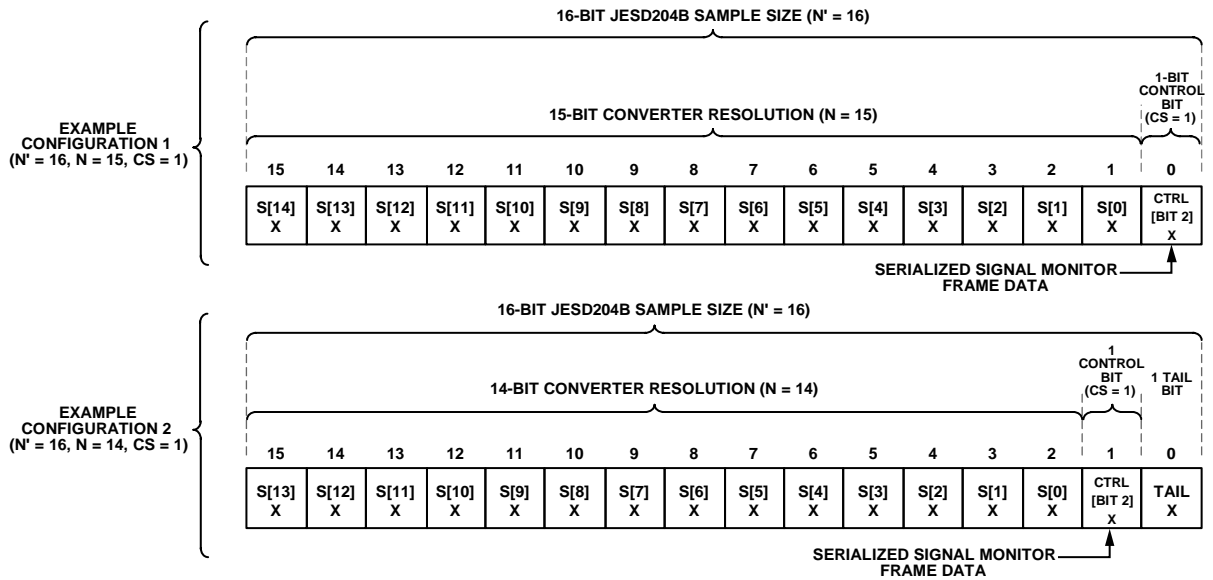 16-BIT JESD204B SAMPLE SIZE (N' = 16)
1-BIT
CONTROL
BIT
(CS = 1)
15-BIT CONVERTER RESOLUTION (N = 15)
EXAMPLE
CONFIGURATION 1
(N' = 16, N = 15, CS = 1)
15 14 13 12 11 10 9 8 7 6 5 4 3 2 1 0
S[14] S[13] S[12] S[11] S[10] S[9] S[8] S[7] S[6] S[5] S[4] S[3] S[2] S[1] S[0] CTRL
[BIT 2]
X X X X X X X X X X X X X X X X
SERIALIZED SIGNAL MONITOR
FRAME DATA
16-BIT JESD204B SAMPLE SIZE (N' = 16)
1
CONTROL
BIT
(CS = 1)
1 TAIL
BIT
14-BIT CONVERTER RESOLUTION (N = 14)
EXAMPLE
CONFIGURATION 2
(N' = 16, N = 14, CS = 1)
15 14 13 12 11 10 9 8 7 6 5 4 3 2 1 0
S[13] S[12] S[11] S[10] S[9] S[8] S[7] S[6] S[5] S[4] S[3] S[2] S[1] S[0] CTRL TAIL
[BIT 2]
X X X X X X X X X X X X X X X X
SERIALIZED SIGNAL MONITOR
FRAME DATA